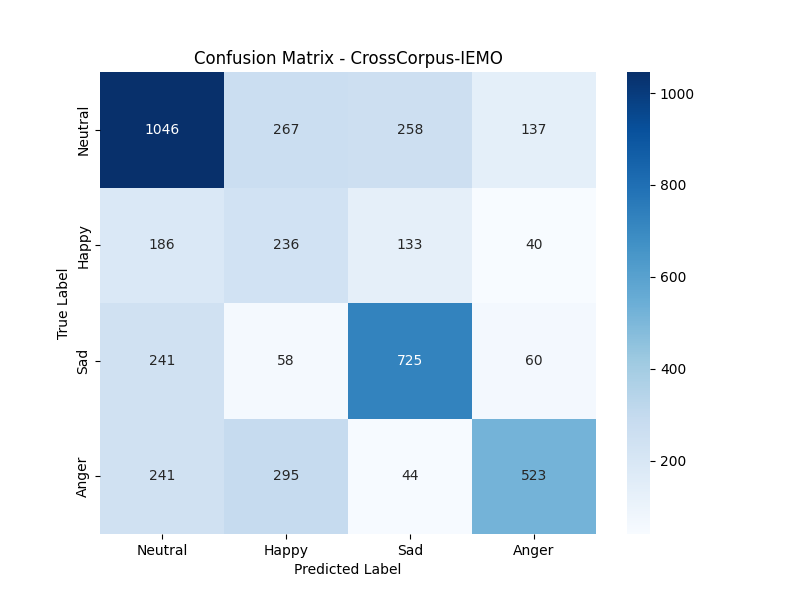 Confusion Matrix - CrossCorpus-IEMO
True Label
Neutral 1046 267 258 137
Happy 186 236 133 40
Sad 241 58 725 60
Anger 241 295 44 523
Neutral Happy Sad Anger
Predicted Label
1000
800
600
400
200